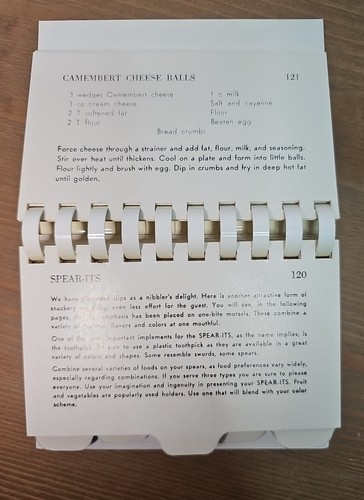 CAMEMBERT CHEESE BALLS 121
3 wedges Camembert cheese 1 c milk
3 oz cream cheese Salt and cayenne
2 T softened fat Flour
2 T flour Beaten egg
Bread crumbs
Force cheese through a strainer and add fat, flour, milk, and seasoning.
Stir over heat until thickens. Cool on a plate and form into little balls.
Flour lightly and brush with egg. Dip in crumbs and fry in deep hot fat
until golden.
SPEAR-ITS 120
We have dips as a nibbler's delight. Here is another attractive form of
snackery even less effort for the guest. You will see, in the following
pages, emphasis has been placed on one-bite morsels. These combine a
variety flavors and colors at one mouthful.
One of the important implements for the SPEAR-ITS, as the name implies, is
the toothpick. Be sure to use a plastic toothpick as they are available in a great
variety of colors and shapes. Some resemble swords, some spears.
Combine several varieties of foods on your spears, as food preferences vary widely,
especially regarding combinations. If you serve three types you are sure to please
everyone. Use your imagination and ingenuity in presenting your SPEAR-ITS. Fruit
and vegetables are popularly used holders. Use one that will blend with your color
scheme.